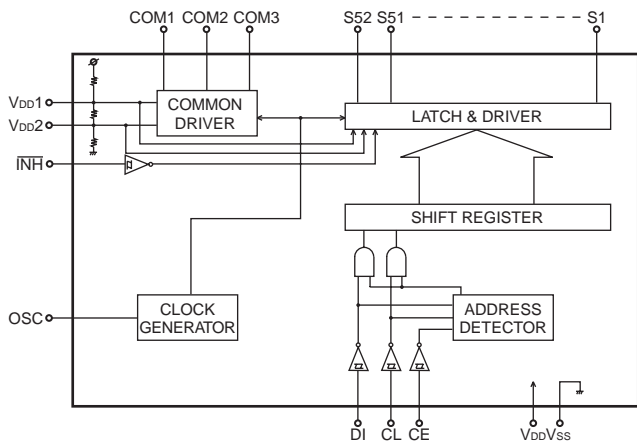 COM1 COM2 COM3
S52 S51 S1
VDD1
VDD2
INH
COMMON
DRIVER
LATCH & DRIVER
SHIFT REGISTER
OSC
CLOCK
GENERATOR
ADDRESS
DETECTOR
DI CL CE
VDD VSS